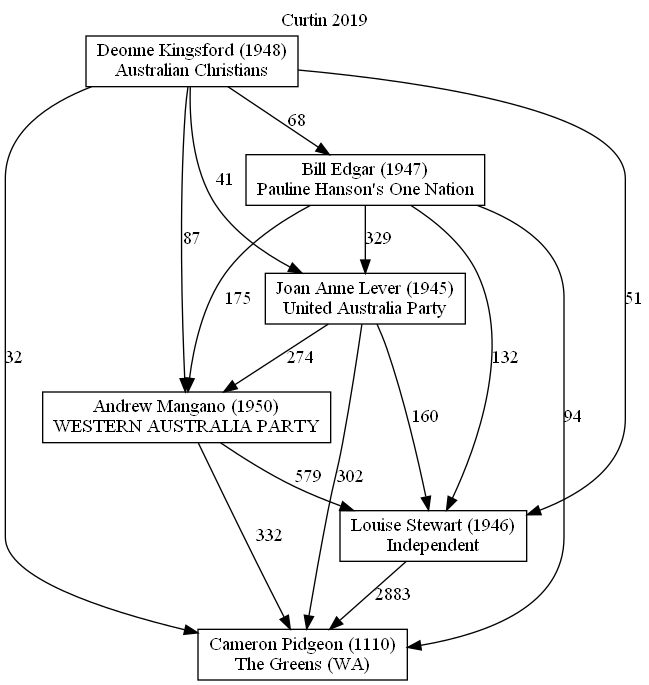 Curtin 2019
Deonne Kingsford (1948)
Australian Christians
68
Bill Edgar (1947)
Pauline Hanson's One Nation
41
87
329
175
Joan Anne Lever (1945)
United Australia Party
51
32
274
132
Andrew Mangano (1950)
WESTERN AUSTRALIA PARTY
160
94
579
302
Louise Stewart (1946)
Independent
332
2883
Cameron Pidgeon (1110)
The Greens (WA)